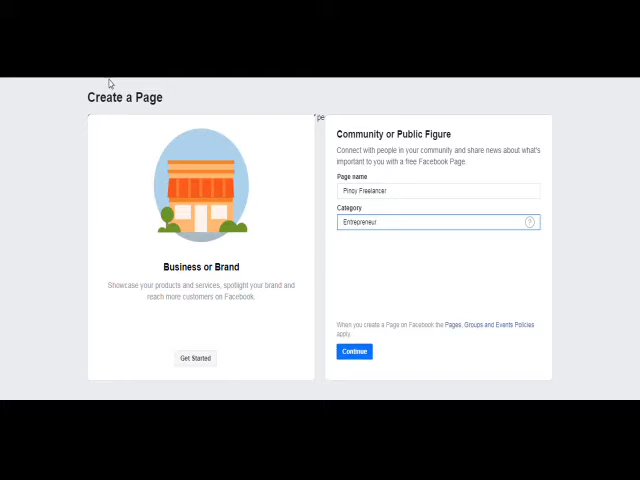 Create a Page
pe
Business or Brand
Showcase your products and services, spotlight your brand and
reach more customers on Facebook.
Get Started
Community or Public Figure
Connect with people in your community and share news about what's
important to you with a free Facebook Page.
Page name
Pinoy Freelancer
Category
Entrepreneur
?
When you create a Page on Facebook the Pages, Groups and Events Policies
apply.
Continue